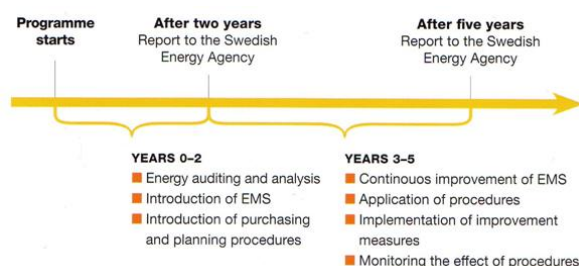 Programme
starts
After two years
Report to the Swedish
Energy Agency
After five years
Report to the Swedish
Energy Agency
YEARS 0–2
Energy auditing and analysis
Introduction of EMS
Introduction of purchasing
and planning procedures
YEARS 3–5
Continuos improvement of EMS
Application of procedures
Implementation of improvement
measures
Monitoring the effect of procedures